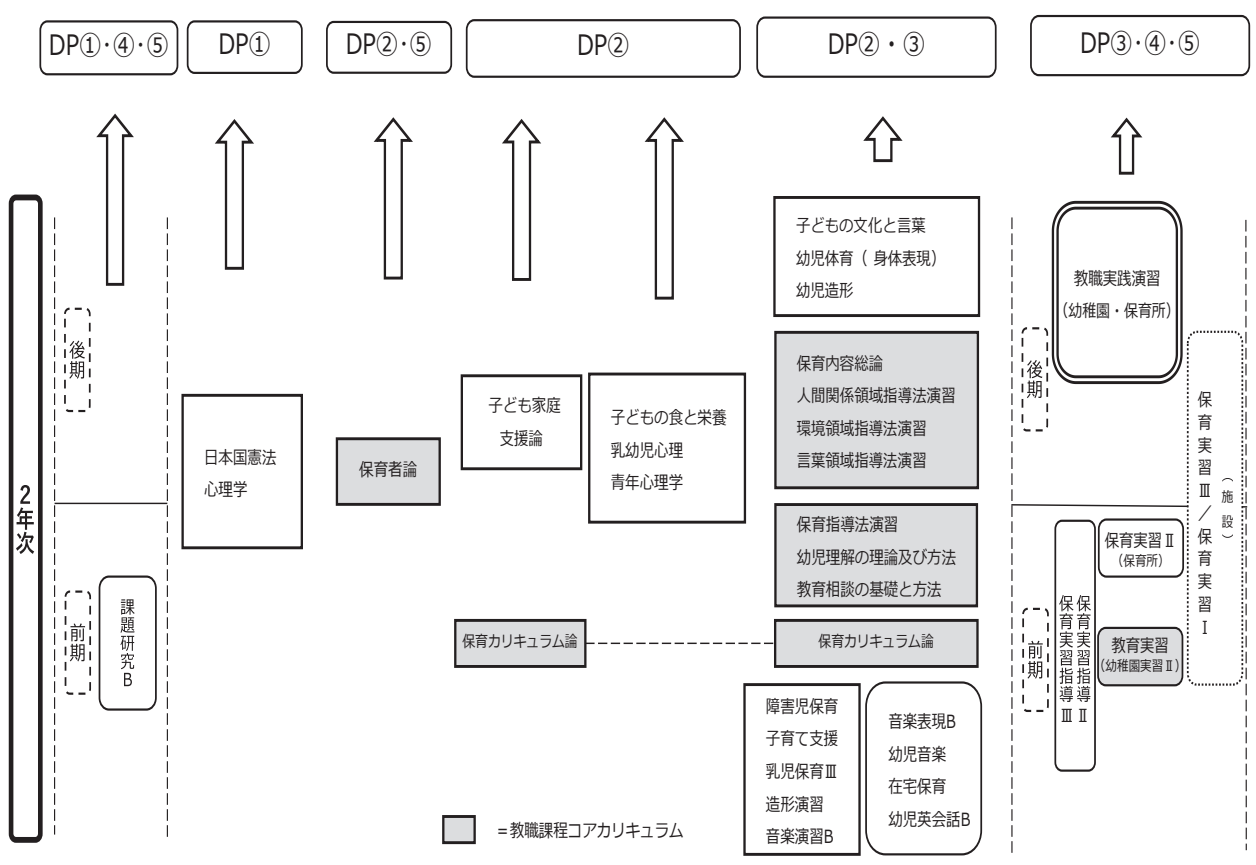 DP①・④・⑤
DP①
DP②・⑤
DP②
DP②・③
DP③・④・⑤
2年次
後期
前期
課題研究B
日本国憲法
心理学
保育者論
子ども家庭
支援論
子どもの食と栄養
乳幼児心理
青年心理学
保育カリキュラム論
子どもの文化と言葉
幼児体育（ 身体表現）
幼児造形
保育内容総論
人間関係領域指導法演習
環境領域指導法演習
言葉領域指導法演習
保育指導法演習
幼児理解の理論及び方法
教育相談の基礎と方法
保育カリキュラム論
障害児保育
子育て支援
乳児保育Ⅲ
造形演習
音楽演習B
音楽表現B
幼児音楽
在宅保育
幼児英会話B
後期
前期
教職実践演習
（幼稚園・保育所）
保育実習指導Ⅱ
保育実習指導Ⅲ
保育実習Ⅱ
（保育所）
教育実習
（幼稚園実習Ⅱ）
保育実習Ⅲ／保育実習Ⅰ
（施設）
＝教職課程コアカリキュラム